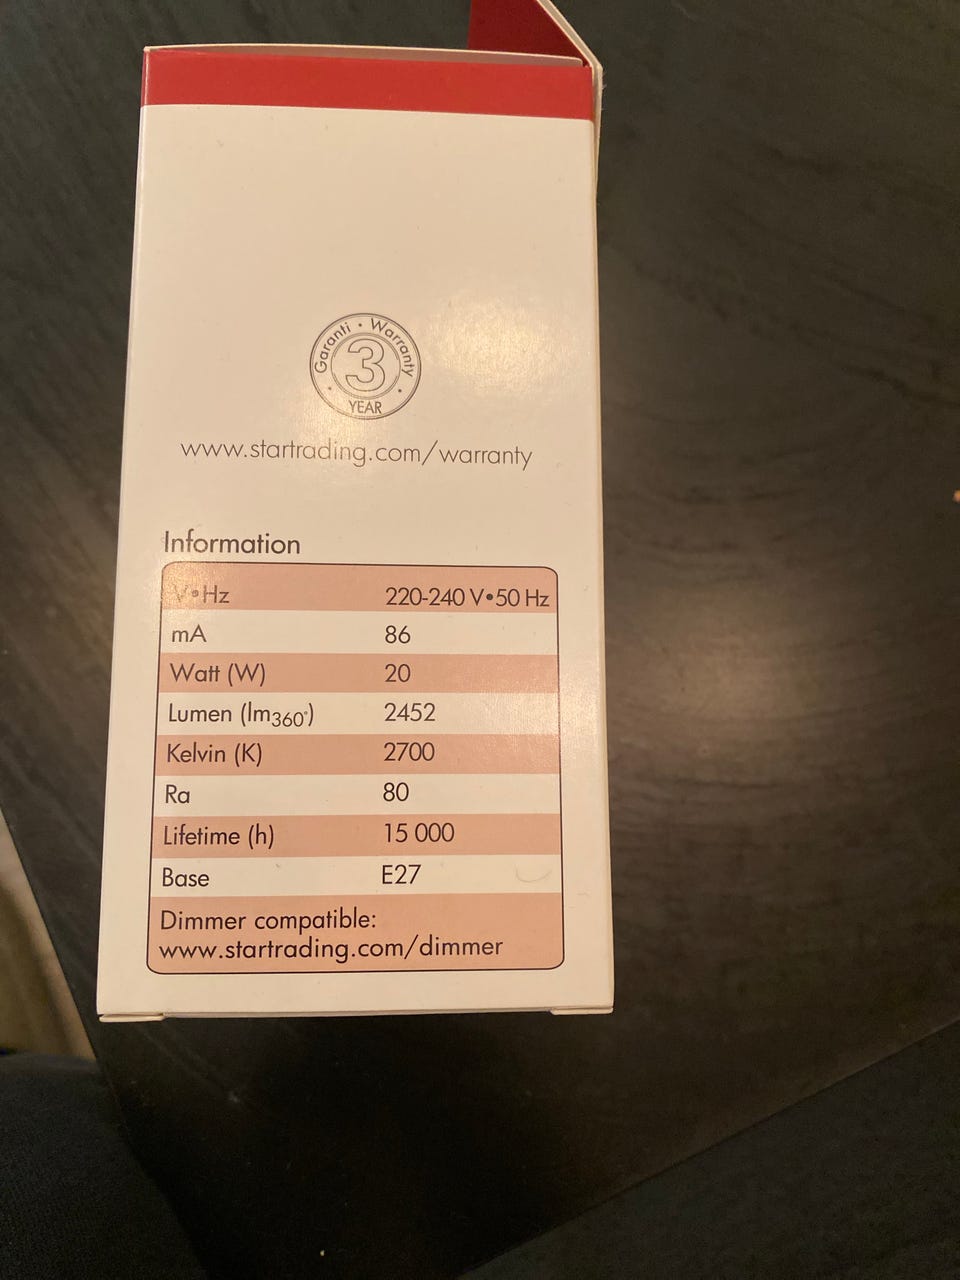 Garanti • Warranty
3
YEAR
www.startrading.com/warranty
Information
V•Hz 220-240 V•50 Hz
mA 86
Watt (W) 20
Lumen (lm360°) 2452
Kelvin (K) 2700
Ra 80
Lifetime (h) 15 000
Base E27
Dimmer compatible:
www.startrading.com/dimmer